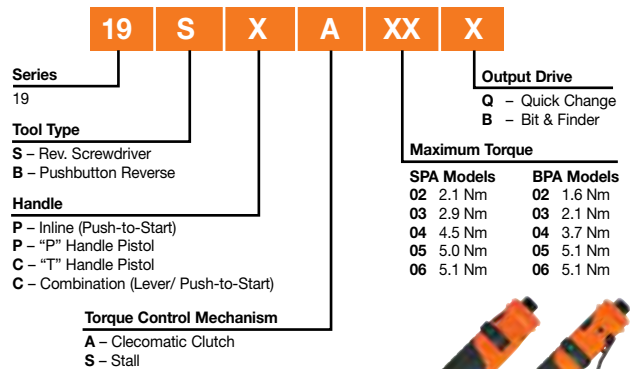 19 S X A XX X
Series
19
Tool Type
S – Rev. Screwdriver
B – Pushbutton Reverse
Handle
P – Inline (Push-to-Start)
P – “P” Handle Pistol
C – “T” Handle Pistol
C – Combination (Lever/ Push-to-Start)
Torque Control Mechanism
A – Clecomatic Clutch
S – Stall
Output Drive
Q – Quick Change
B – Bit & Finder
Maximum Torque
SPA Models BPA Models
02 2.1 Nm 02 1.6 Nm
03 2.9 Nm 03 2.1 Nm
04 4.5 Nm 04 3.7 Nm
05 5.0 Nm 05 5.1 Nm
06 5.1 Nm 06 5.1 Nm